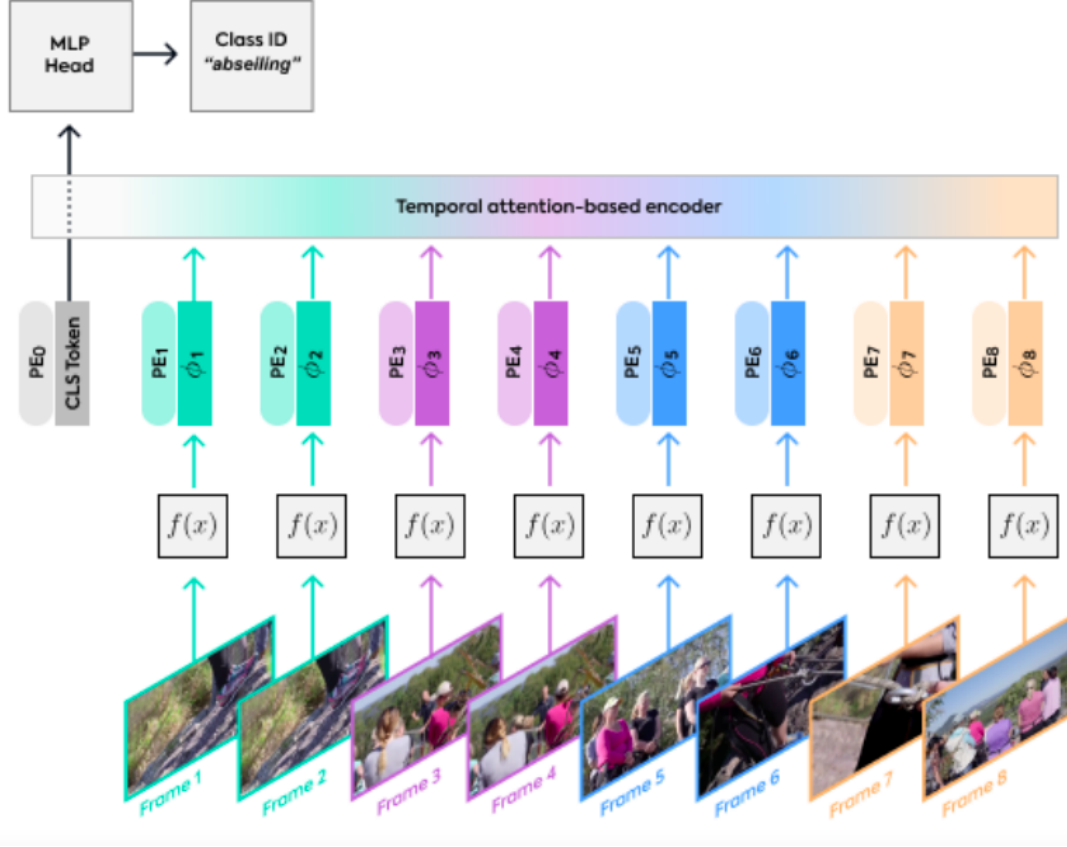 MLP
Head
Class ID
“abseiling”
Temporal attention-based encoder
PE0
CLS Token
PE1
ϕ1
PE2
ϕ2
PE3
ϕ3
PE4
ϕ4
PE5
ϕ5
PE6
ϕ6
PE7
ϕ7
PE8
ϕ8
f(x)
f(x)
f(x)
f(x)
f(x)
f(x)
f(x)
f(x)
Frame 1
Frame 2
Frame 3
Frame 4
Frame 5
Frame 6
Frame 7
Frame 8